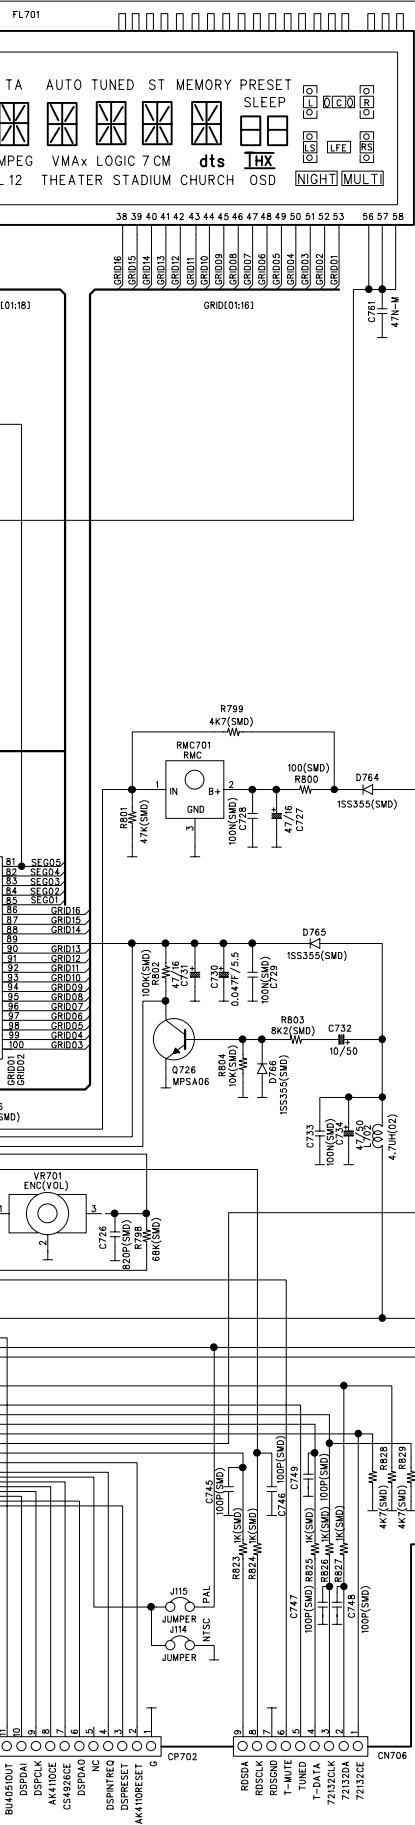 FL701
TA AUTO TUNED ST MEMORY PRESET
SLEEP
L C R
MPEG VMAx LOGIC 7 CM dts THX
LS LFE RS
12 THEATER STADIUM CHURCH OSD NIGHT MULTI
38 39 40 41 42 43 44 45 46 47 48 49 50 51 52 53 56 57 58
GRID16
GRID15
GRID14
GRID13
GRID12
GRID11
GRID10
GRID09
GRID08
GRID07
GRID06
GRID05
GRID04
GRID03
GRID02
GRID01
[01:18]
GRID[01:16]
C761
47N-M
R799
4K7(SMD)
RMC701
RMC
1 IN B+ 2
GND
3
R801
47K(SMD)
100N(SMD)
C728
47/16
C727
100(SMD)
R800
D764
1SS355(SMD)
81 SEG05
82 SEG04
83 SEG03
84 SEG02
85 SEG01
86 GRID16
87 GRID15
88 GRID14
89
90 GRID13
91 GRID12
92 GRID11
93 GRID10
94 GRID09
95 GRID08
96 GRID07
97 GRID06
98 GRID05
99 GRID04
100 GRID03
GRID01
GRID02
D765
1SS355(SMD)
100K(SMD)
R802
47/16
C731
C730
0.047F/5.5
100N(SMD)
C729
Q726
MPSA06
R804
10K(SMD)
D766
1SS355(SMD)
R803
8K2(SMD)
C732
10/50
C733
100N(SMD)
C734
47/50
L702
4.7UH(02)
SMD)
VR701
ENC(VOL)
1
3
2
C726
820P(SMD)
R798
68K(SMD)
C745
100P(SMD)
100P(SMD)
C746
C749
100P(SMD)
R828
4K7(SMD)
R829
4K7(SMD)
R823
1K(SMD)
R824
1K(SMD)
R825
1K(SMD)
R826
1K(SMD)
R827
1K(SMD)
C747
100P(SMD)
C748
100P(SMD)
J115
JUMPER
PAL
J114
JUMPER
NTSC
11 10 9 8 7 6 5 4 3 2 1
CP702
BU4051OUT
DSPDAI
DSPCLK
AK4110CE
CS4926CE
DSPDAO
NC
DSPINTREQ
DSPRESET
AK4110RESET
G
9 8 7 6 5 4 3 2 1
CN706
RDSDA
RDSCLK
RDSGND
T-MUTE
TUNED
T-DATA
72132CLK
72132DA
72132CE